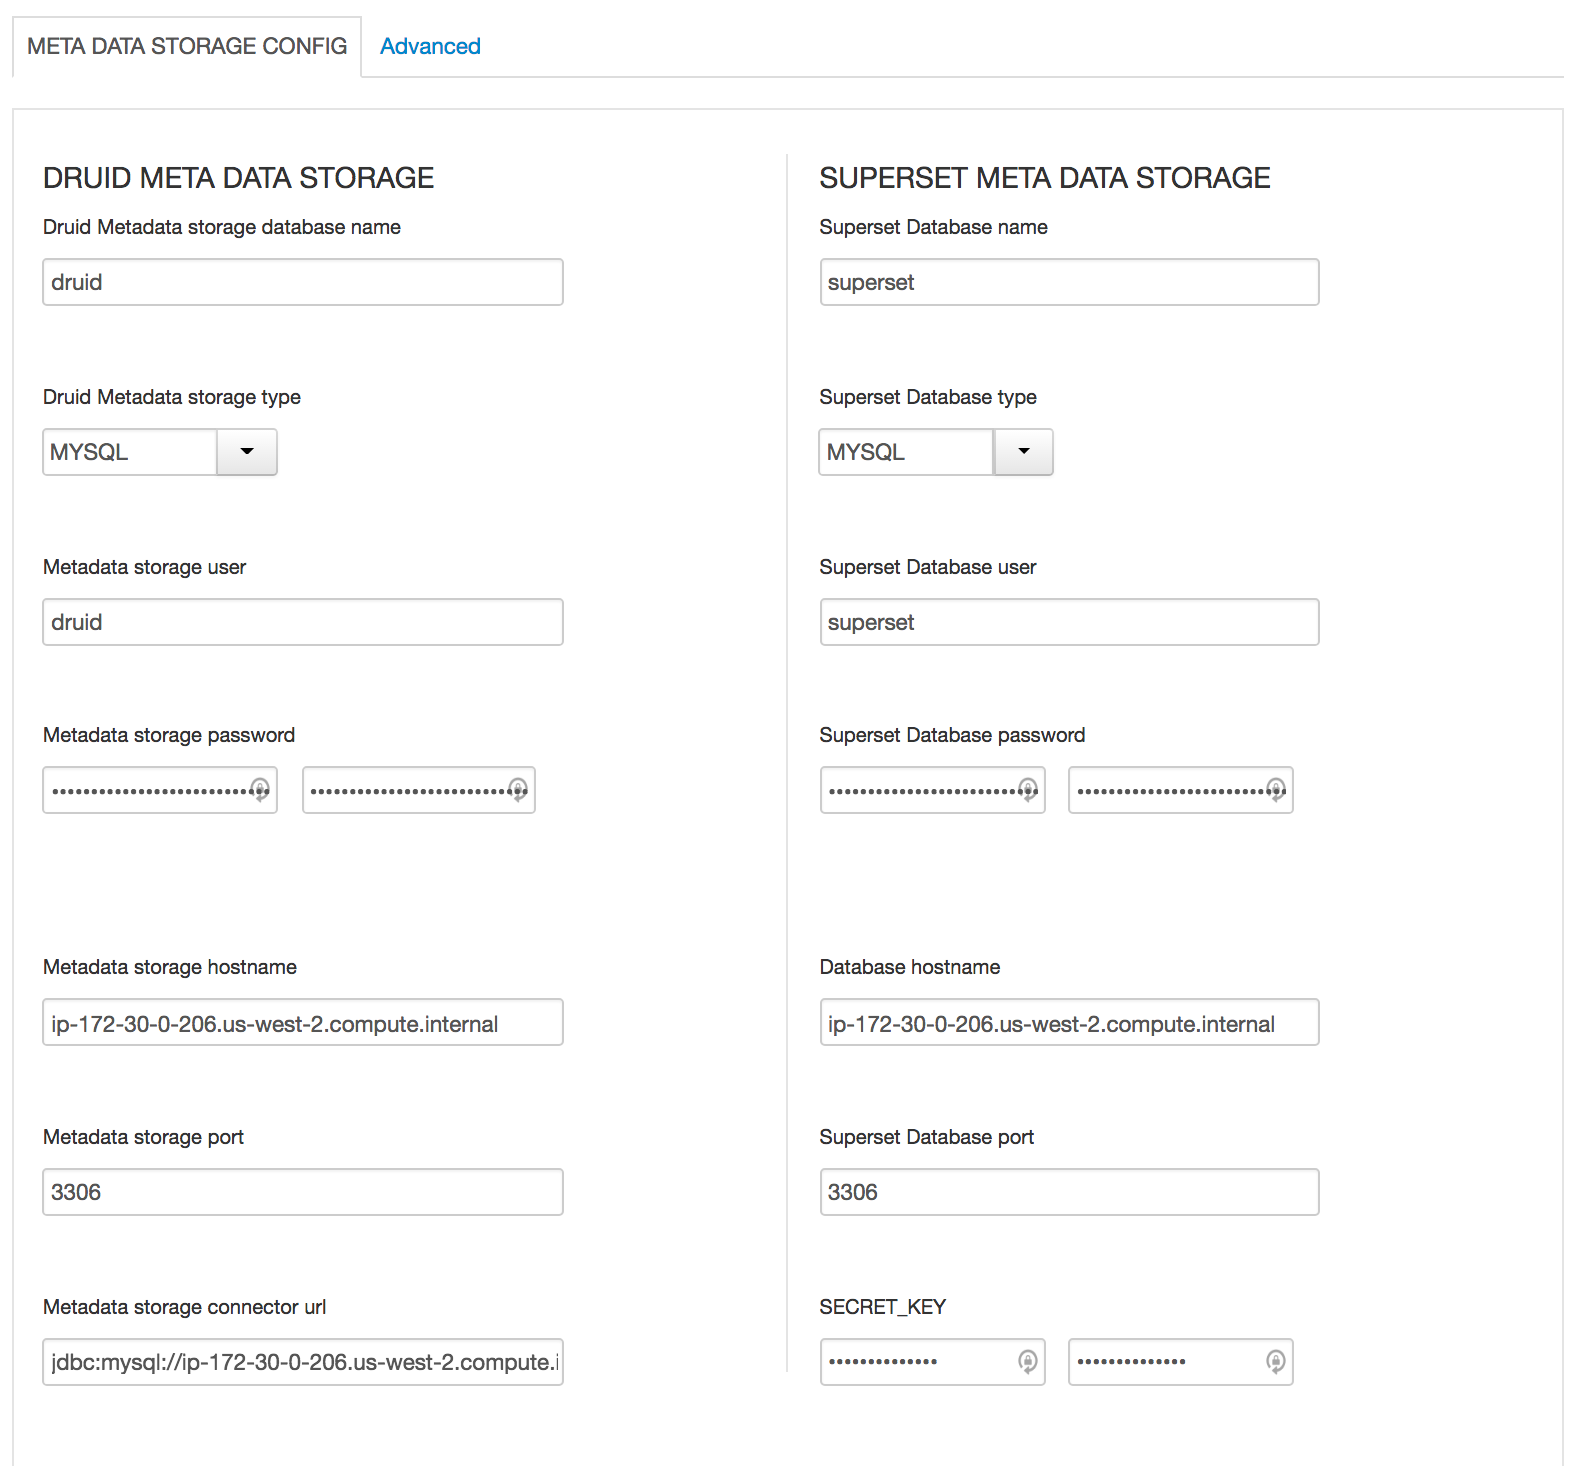 META DATA STORAGE CONFIG
Advanced
DRUID META DATA STORAGE
Druid Metadata storage database name
druid
Druid Metadata storage type
MYSQL
Metadata storage user
druid
Metadata storage password
Metadata storage hostname
ip-172-30-0-206.us-west-2.compute.internal
Metadata storage port
3306
Metadata storage connector url
jdbc:mysql://ip-172-30-0-206.us-west-2.compute.i
SUPERSET META DATA STORAGE
Superset Database name
superset
Superset Database type
MYSQL
Superset Database user
superset
Superset Database password
Database hostname
ip-172-30-0-206.us-west-2.compute.internal
Superset Database port
3306
SECRET_KEY